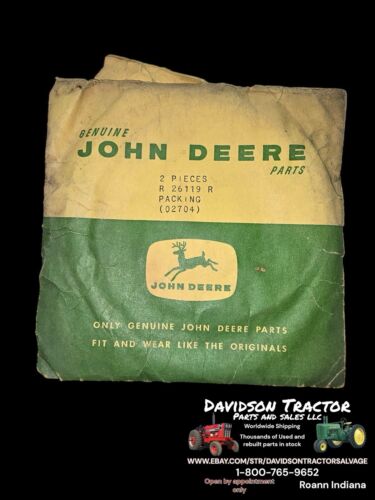 GENUINE
JOHN DEERE
PARTS
2 PIECES
R 26119 R
PACKING
(02704)
JOHN DEERE
ONLY GENUINE JOHN DEERE PARTS
FIT AND WEAR LIKE THE ORIGINALS
DAVIDSON TRACTOR
PARTS AND SALES LLC
Worldwide
Shipping
Thousands of Used and
rebuilt parts in stock
WWW.EBAY.COM/STR/DAVIDSONTRACTORSALVAGE
1-800-765-9652
Open by appointment
only
Roann Indiana